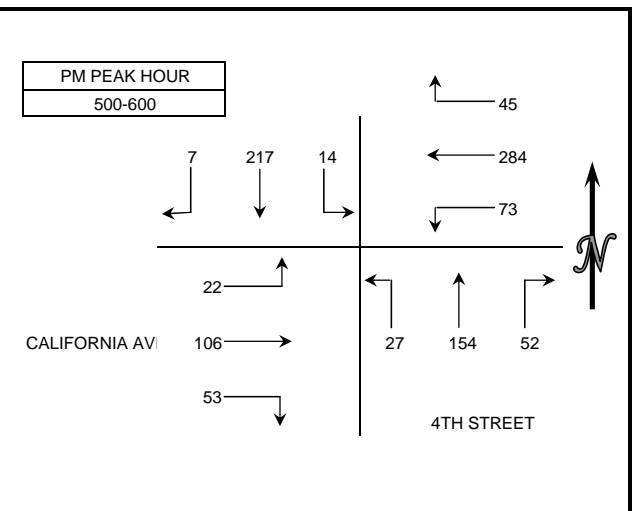 PM PEAK HOUR
500-600
45
7 217 14
284
73
N
22
CALIFORNIA AV
106
27 154 52
53
4TH STREET